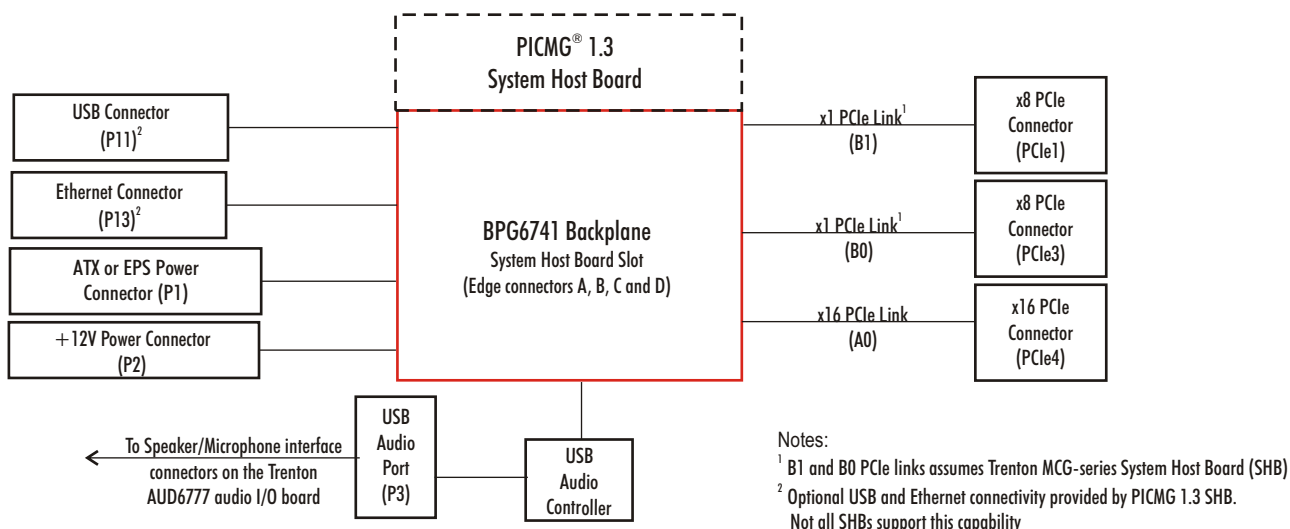 PICMG® 1.3
System Host Board
USB Connector
(P11)²
Ethernet Connector
(P13)²
ATX or EPS Power
Connector (P1)
+12V Power Connector
(P2)
BPG6741 Backplane
System Host Board Slot
(Edge connectors A, B, C and D)
x1 PCIe Link¹
(B1)
x1 PCIe Link¹
(B0)
x16 PCIe Link
(A0)
x8 PCIe
Connector
(PCIe1)
x8 PCIe
Connector
(PCIe3)
x16 PCIe
Connector
(PCIe4)
To Speaker/Microphone interface
connectors on the Trenton
AUD6777 audio I/O board
USB
Audio
Port
(P3)
USB
Audio
Controller
Notes:
¹ B1 and B0 PCIe links assumes Trenton MCG-series System Host Board (SHB)
² Optional USB and Ethernet connectivity provided by PICMG 1.3 SHB.
Not all SHBs support this capability